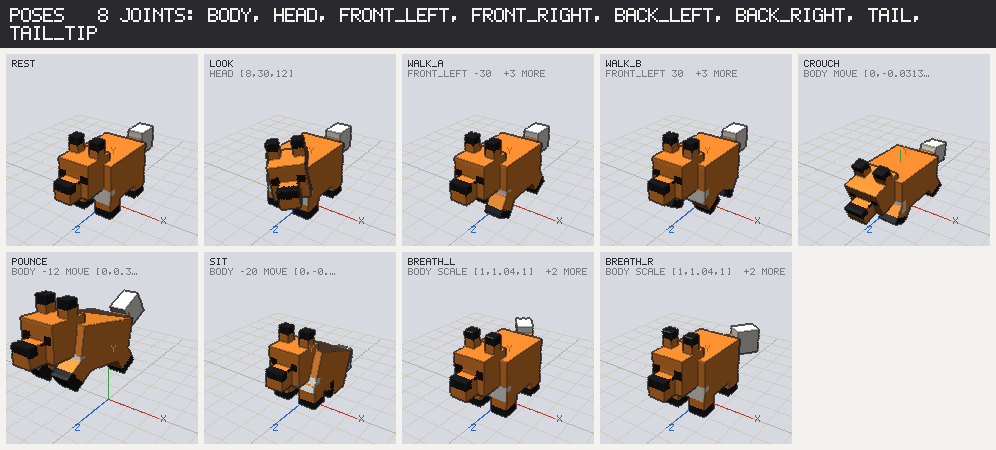 POSES   8 JOINTS: BODY, HEAD, FRONT_LEFT, FRONT_RIGHT, BACK_LEFT, BACK_RIGHT, TAIL,
TAIL_TIP
REST
LOOK
HEAD [8,30,12]
WALK_A
FRONT_LEFT -30  +3 MORE
WALK_B
FRONT_LEFT 30  +3 MORE
CROUCH
BODY MOVE [0,-0.0313…
Y
X
Z
Y
X
Z
Y
X
Z
Y
X
Z
Y
X
Z
POUNCE
BODY -12 MOVE [0,0.3…
SIT
BODY -20 MOVE [0,-0.…
BREATH_L
BODY SCALE [1,1.04,1]  +2 MORE
BREATH_R
BODY SCALE [1,1.04,1]  +2 MORE
Y
X
Z
Y
X
Z
Y
X
Z
Y
X
Z